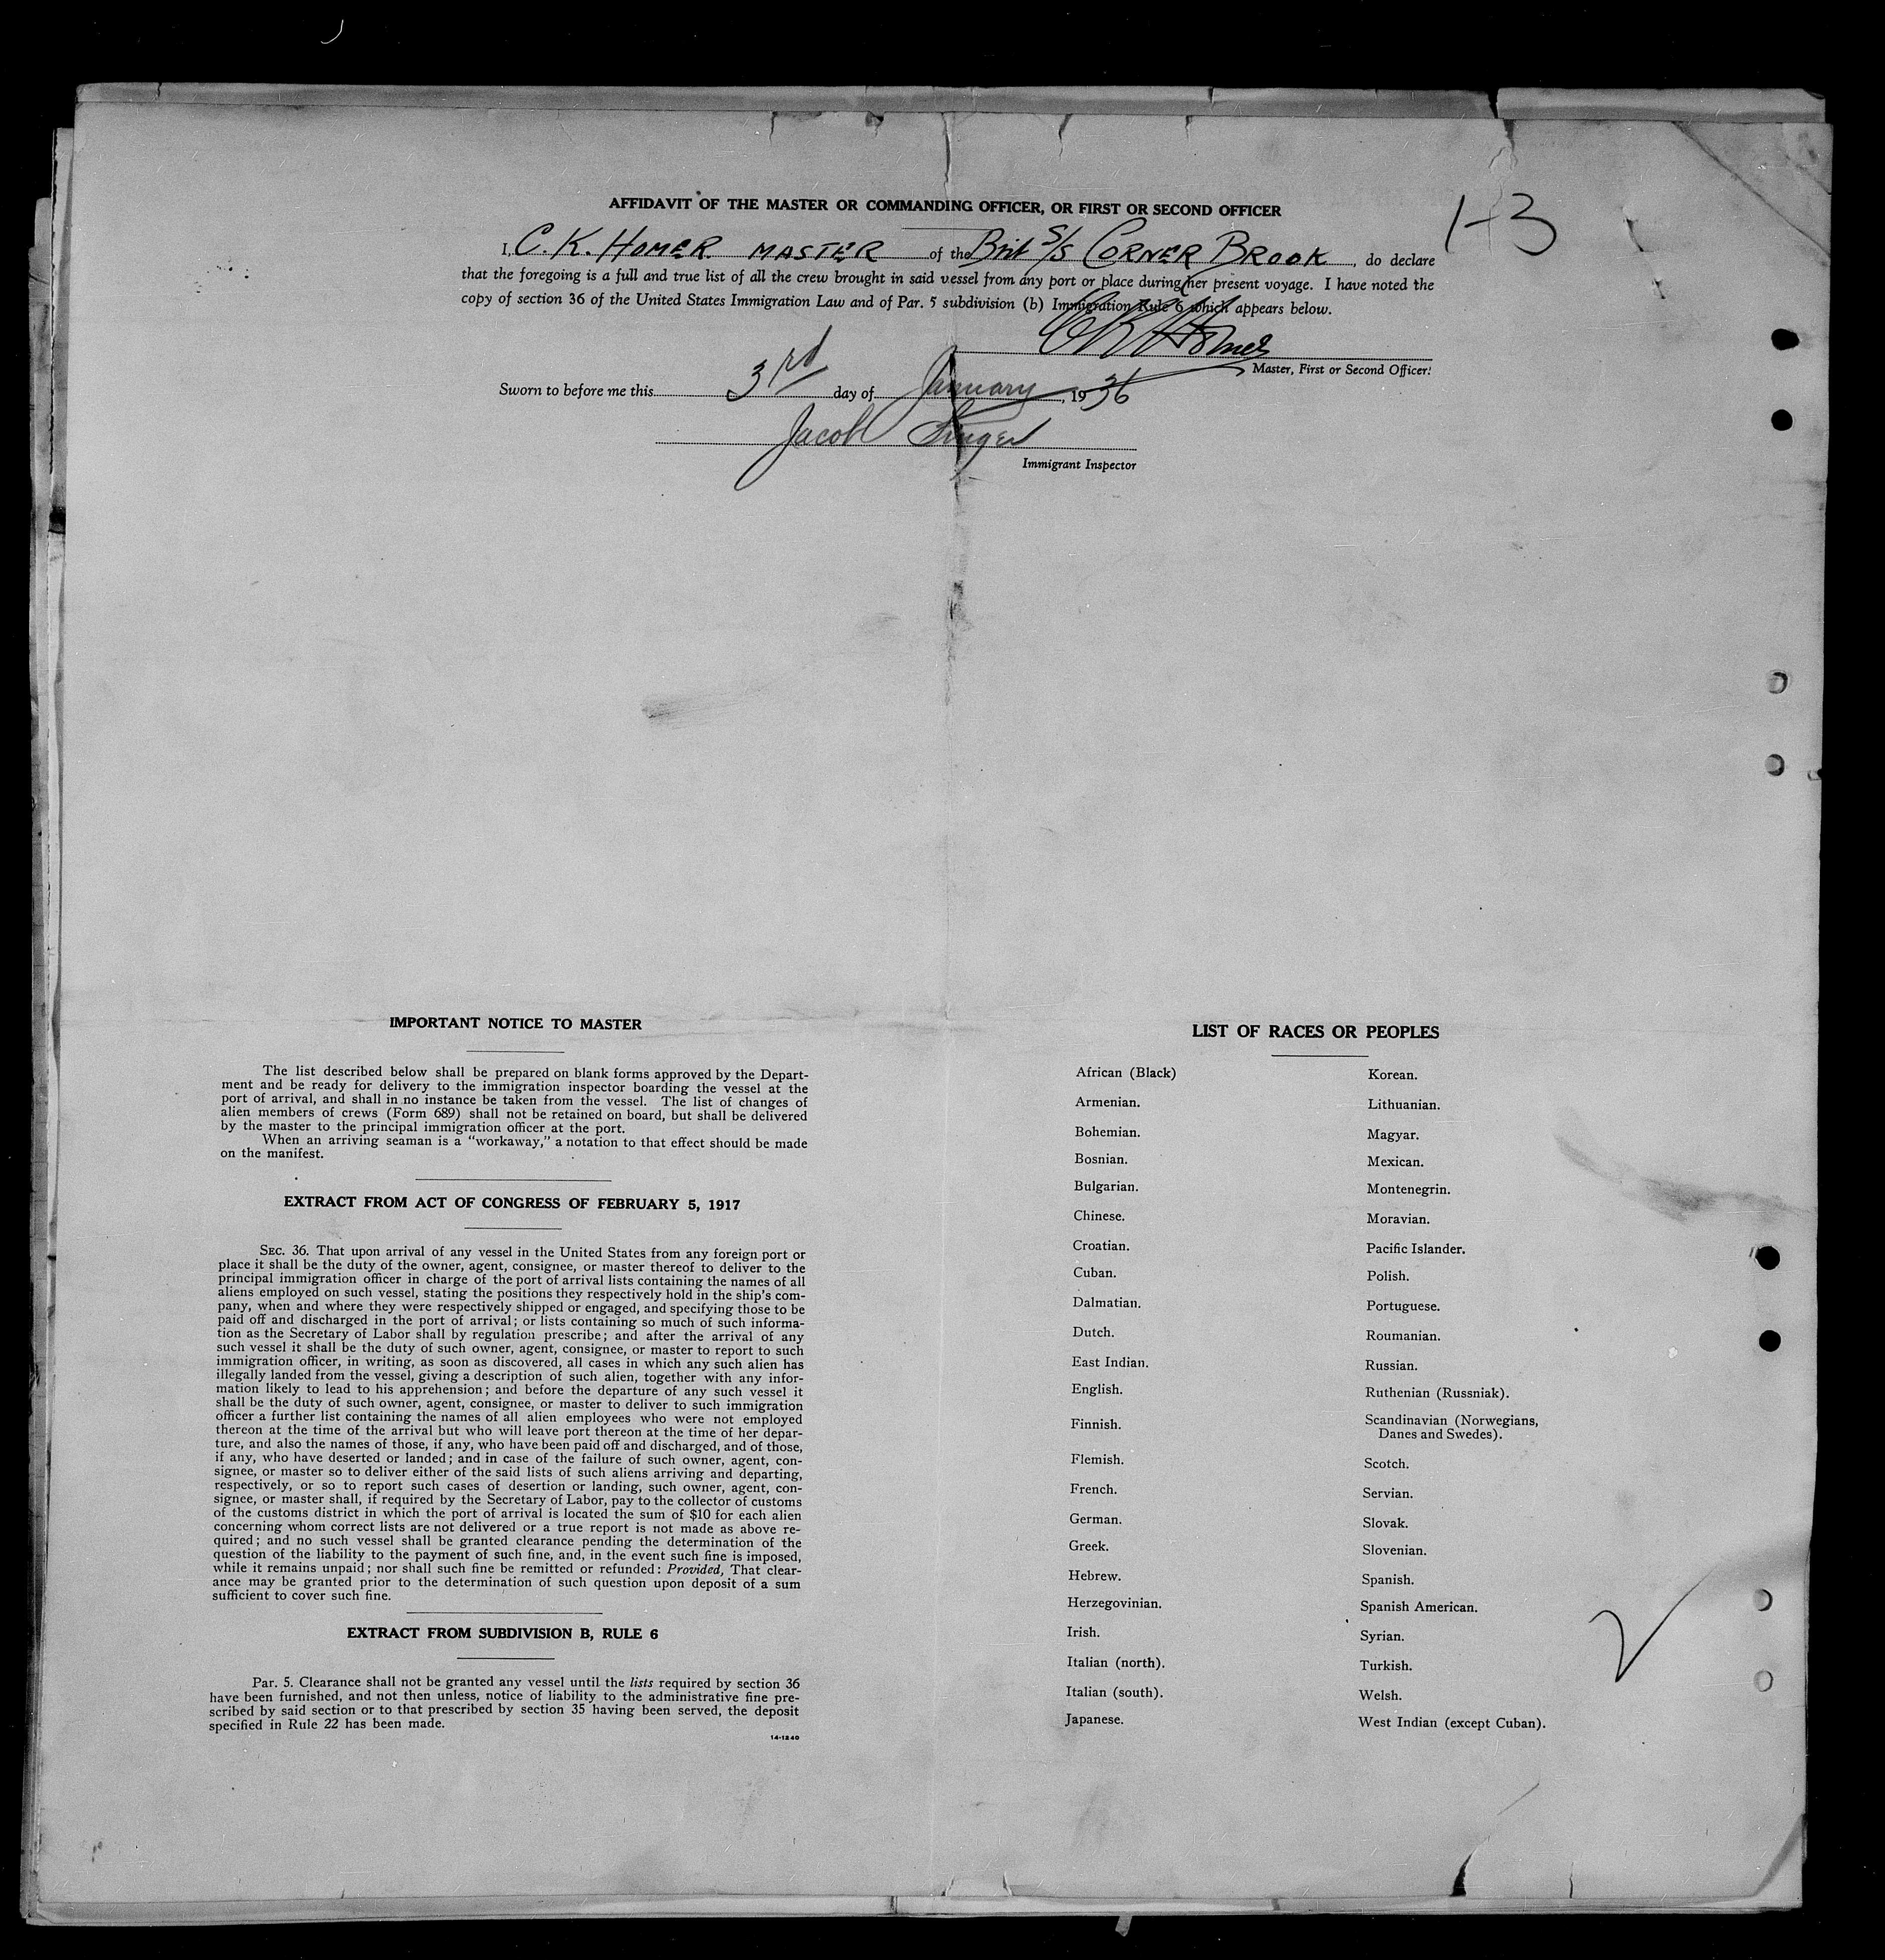 AFFIDAVIT OF THE MASTER OR COMMANDING OFFICER, OR FIRST OR SECOND OFFICER
1-3
I, C. K. HOMER MASTER of the Brit S/S CORNER BROOK, do declare
that the foregoing is a full and true list of all the crew brought in said vessel from any port or place during her present voyage. I have noted the
copy of section 36 of the United States Immigration Law and of Par. 5 subdivision (b) Immigration Rule 6 which appears below.
CK Homer
Master, First or Second Officer.
Sworn to before me this 3rd day of January, 1936
Jacob Singer
Immigrant Inspector
IMPORTANT NOTICE TO MASTER
The list described below shall be prepared on blank forms approved by the Depart-
ment and be ready for delivery to the immigration inspector boarding the vessel at the
port of arrival, and shall in no instance be taken from the vessel. The list of changes of
alien members of crews (Form 689) shall not be retained on board, but shall be delivered
by the master to the principal immigration officer at the port.
When an arriving seaman is a "workaway," a notation to that effect should be made
on the manifest.
EXTRACT FROM ACT OF CONGRESS OF FEBRUARY 5, 1917
SEC. 36. That upon arrival of any vessel in the United States from any foreign port or
place it shall be the duty of the owner, agent, consignee, or master thereof to deliver to the
principal immigration officer in charge of the port of arrival lists containing the names of all
aliens employed on such vessel, stating the positions they respectively hold in the ship's com-
pany, when and where they were respectively shipped or engaged, and specifying those to be
paid off and discharged in the port of arrival; or lists containing so much of such informa-
tion as the Secretary of Labor shall by regulation prescribe; and after the arrival of any
such vessel it shall be the duty of such owner, agent, consignee, or master to report to such
immigration officer, in writing, as soon as discovered, all cases in which any such alien has
illegally landed from the vessel, giving a description of such alien, together with any infor-
mation likely to lead to his apprehension; and before the departure of any such vessel it
shall be the duty of such owner, agent, consignee, or master to deliver to such immigration
officer a further list containing the names of all alien employees who were not employed
thereon at the time of the arrival but who will leave port thereon at the time of her depar-
ture, and also the names of those, if any, who have been paid off and discharged, and of those,
if any, who have deserted or landed; and in case of the failure of such owner, agent, con-
signee, or master so to deliver either of the said lists of such aliens arriving and departing,
respectively, or so to report such cases of desertion or landing, such owner, agent, con-
signee, or master shall, if required by the Secretary of Labor, pay to the collector of customs
of the customs district in which the port of arrival is located the sum of $10 for each alien
concerning whom correct lists are not delivered or a true report is not made as above re-
quired; and no such vessel shall be granted clearance pending the determination of the
question of the liability to the payment of such fine, and, in the event such fine is imposed,
while it remains unpaid; nor shall such fine be remitted or refunded: Provided, That clear-
ance may be granted prior to the determination of such question upon deposit of a sum
sufficient to cover such fine.
EXTRACT FROM SUBDIVISION B, RULE 6
Par. 5. Clearance shall not be granted any vessel until the lists required by section 36
have been furnished, and not then unless, notice of liability to the administrative fine pre-
scribed by said section or to that prescribed by section 35 having been served, the deposit
specified in Rule 22 has been made.
14-1240
LIST OF RACES OR PEOPLES
African (Black)
Armenian.
Bohemian.
Bosnian.
Bulgarian.
Chinese.
Croatian.
Cuban.
Dalmatian.
Dutch.
East Indian.
English.
Finnish.
Flemish.
French.
German.
Greek.
Hebrew.
Herzegovinian.
Irish.
Italian (north).
Italian (south).
Japanese.
Korean.
Lithuanian.
Magyar.
Mexican.
Montenegrin.
Moravian.
Pacific Islander.
Polish.
Portuguese.
Roumanian.
Russian.
Ruthenian (Russniak).
Scandinavian (Norwegians,
Danes and Swedes).
Scotch.
Servian.
Slovak.
Slovenian.
Spanish.
Spanish American.
Syrian.
Turkish.
Welsh.
West Indian (except Cuban).